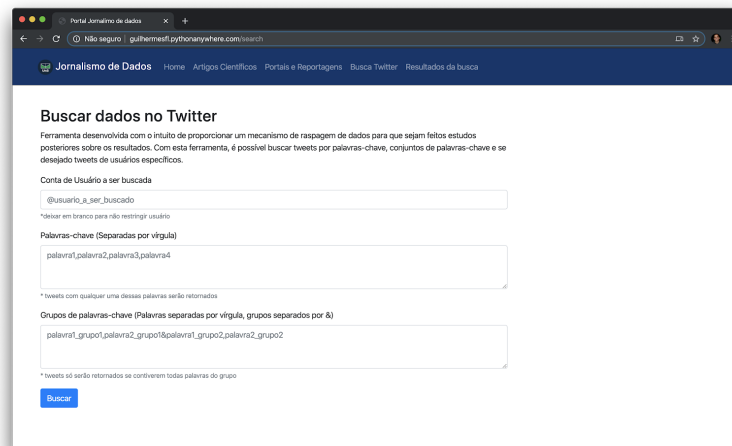 Portal Jornalimo de dados
Não seguro | guilhermesfl.pythonanywhere.com/search
Jornalismo de Dados Home Artigos Científicos Portais e Reportagens Busca Twitter Resultados da busca
Buscar dados no Twitter
Ferramenta desenvolvida com o intuito de proporcionar um mecanismo de raspagem de dados para que sejam feitos estudos
posteriores sobre os resultados. Com esta ferramenta, é possível buscar tweets por palavras-chave, conjuntos de palavras-chave e se
desejado tweets de usuários específicos.
Conta de Usuário a ser buscada
@usuario_a_ser_buscado
*deixar em branco para não restringir usuário
Palavras-chave (Separadas por vírgula)
palavra1,palavra2,palavra3,palavra4
* tweets com qualquer uma dessas palavras serão retornados
Grupos de palavras-chave (Palavras separadas por vírgula, grupos separados por &)
palavra1_grupo1,palavra2_grupo1&palavra1_grupo2,palavra2_grupo2
* tweets só serão retornados se contiverem todas palavras do grupo
Buscar